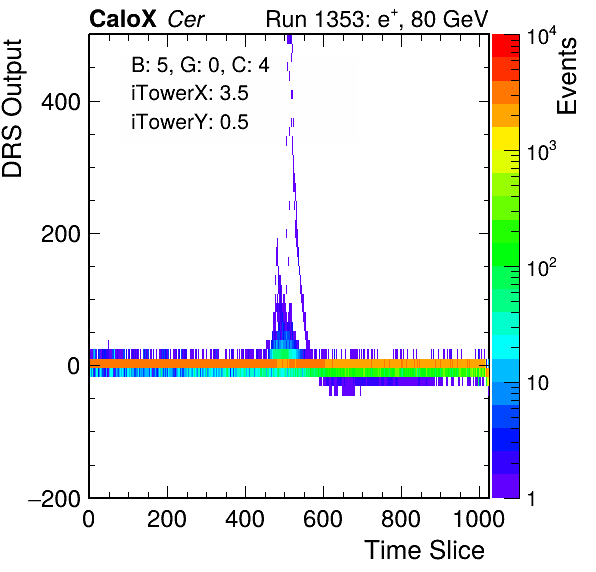 CaloX Cer Run 1353: e⁺, 80 GeV
B: 5, G: 0, C: 4
iTowerX: 3.5
iTowerY: 0.5
DRS Output
400
200
0
−200
0 200 400 600 800 1000
Time Slice
Events
10⁴
10³
10²
10
1